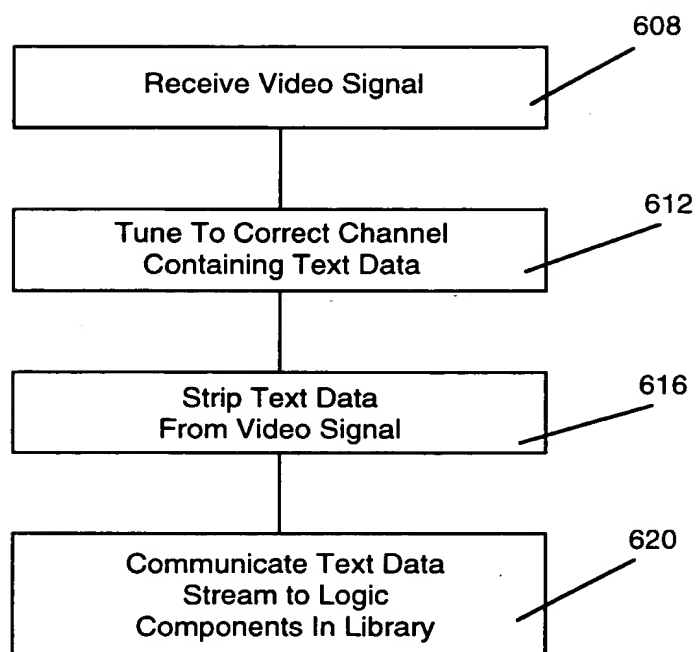 608
Receive Video Signal
612
Tune To Correct Channel
Containing Text Data
616
Strip Text Data
From Video Signal
620
Communicate Text Data
Stream to Logic
Components In Library